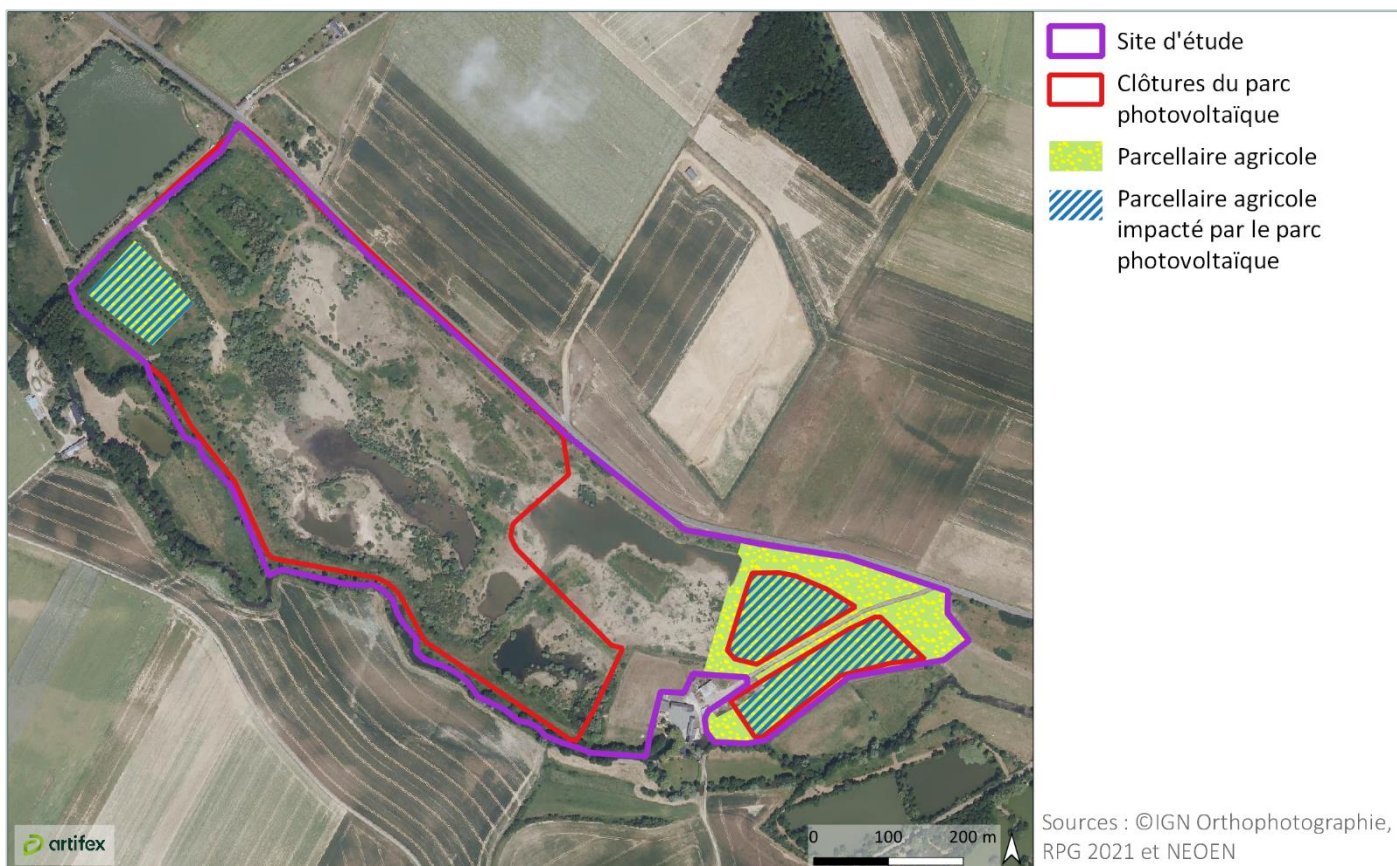 Site d'étude
Clôtures du parc
photovoltaïque
Parcellaire agricole
Parcellaire agricole
impacté par le parc
photovoltaïque
artifex
0 100 200 m
Sources : ©IGN Orthophotographie,
RPG 2021 et NEOEN